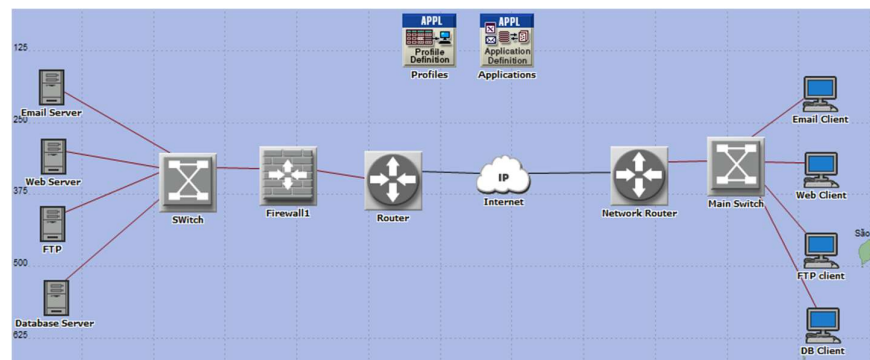 APPL
Profile
Definition
Profiles
APPL
Application
Definition
Applications
125
250
375
500
625
Email Server
Web Server
FTP
Database Server
SWitch
Firewall1
Router
IP
Internet
Network Router
Main Switch
Email Client
Web Client
FTP client
DB Client
São